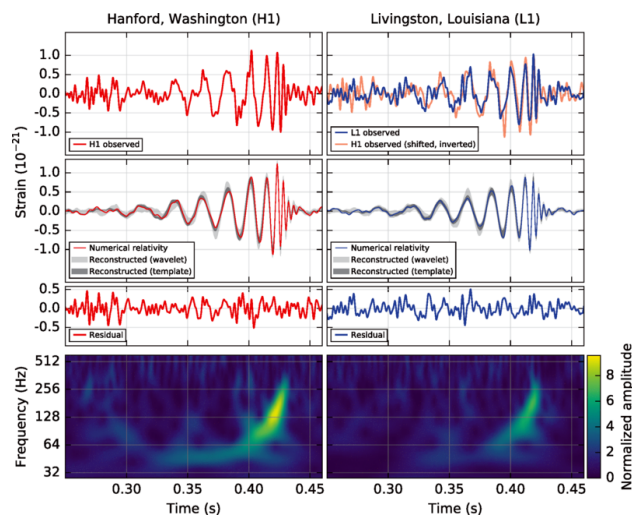 Hanford, Washington (H1)
Livingston, Louisiana (L1)
Strain (10⁻²¹)
1.0
0.5
0.0
-0.5
-1.0
H1 observed
L1 observed
H1 observed (shifted, inverted)
1.0
0.5
0.0
-0.5
-1.0
Numerical relativity
Reconstructed (wavelet)
Reconstructed (template)
Numerical relativity
Reconstructed (wavelet)
Reconstructed (template)
0.5
0.0
-0.5
Residual
Residual
Frequency (Hz)
512
256
128
64
32
0.30
0.35
0.40
0.45
Time (s)
0.30
0.35
0.40
0.45
Time (s)
8
6
4
2
0
Normalized amplitude